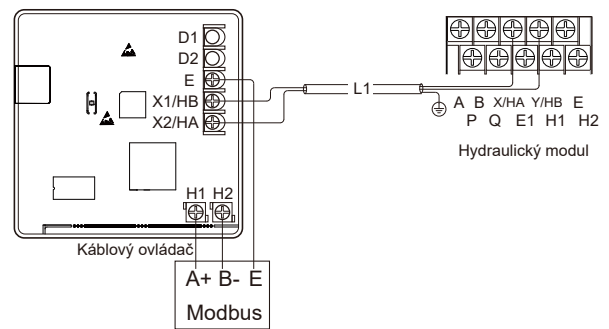 D1
D2
E
X1/HB
X2/HA
H1 H2
Káblový ovládač
A+ B- E
Modbus
L1
A B X/HA Y/HB E
P Q E1 H1 H2
Hydraulický modul